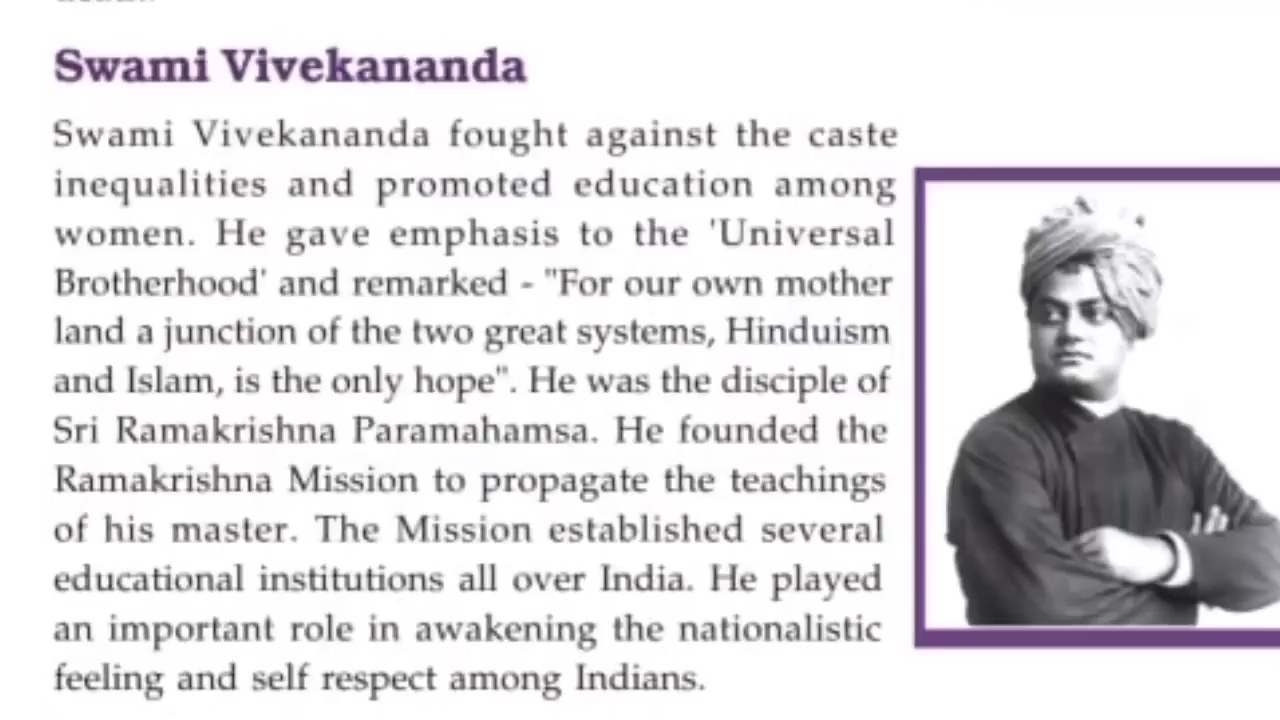 Swami Vivekananda
Swami Vivekananda fought against the caste
inequalities and promoted education among
women. He gave emphasis to the 'Universal
Brotherhood' and remarked - "For our own mother
land a junction of the two great systems, Hinduism
and Islam, is the only hope". He was the disciple of
Sri Ramakrishna Paramahamsa. He founded the
Ramakrishna Mission to propagate the teachings
of his master. The Mission established several
educational institutions all over India. He played
an important role in awakening the nationalistic
feeling and self respect among Indians.